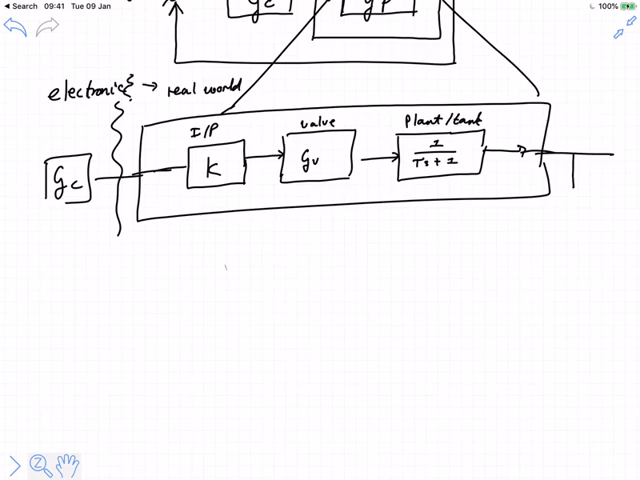 Search 09:41 Tue 09 Jan 100%
Gc Gp
electronics → real world
I/P valve Plant/tank
Gc K Gv 1
Ts + 1